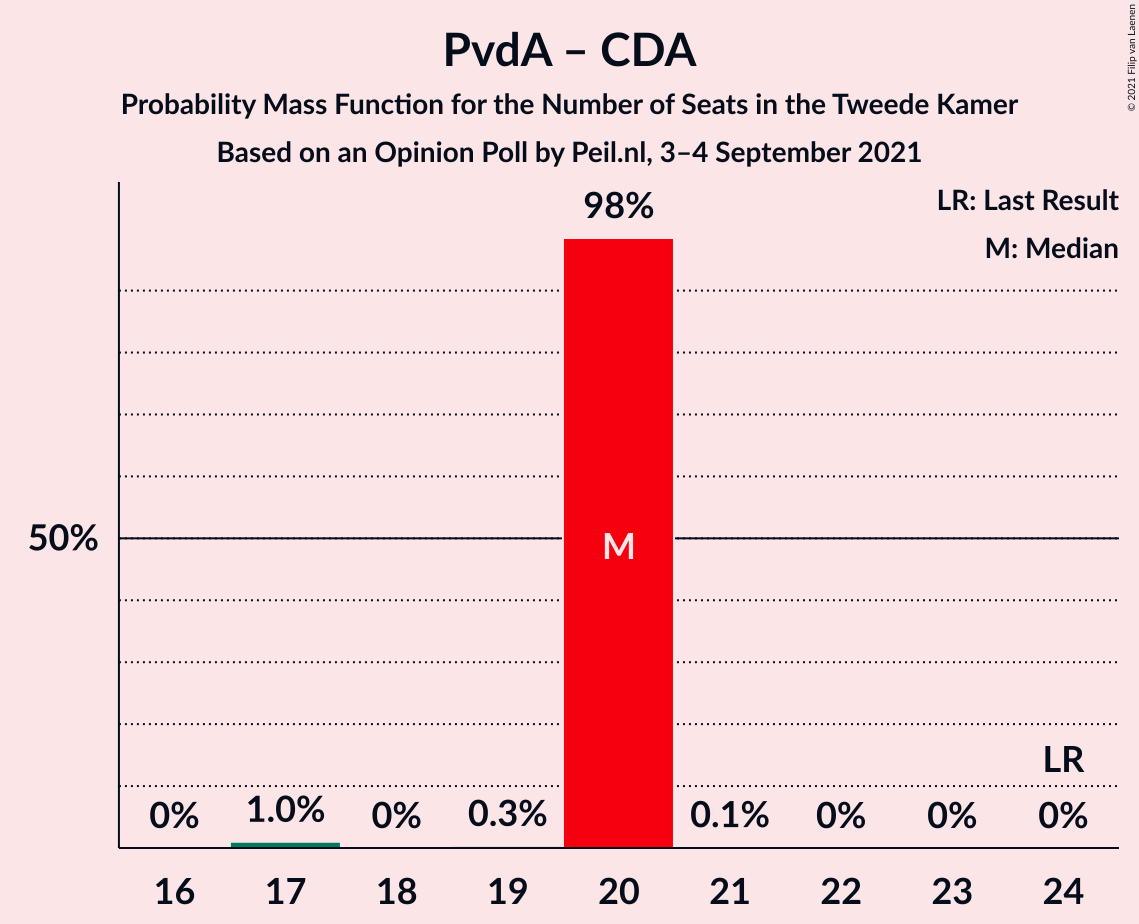 PvdA – CDA
Probability Mass Function for the Number of Seats in the Tweede Kamer
Based on an Opinion Poll by Peil.nl, 3–4 September 2021
© 2021 Filip van Laenen
LR: Last Result
M: Median
98%
50%
M
LR
0% 1.0% 0% 0.3% 0.1% 0% 0% 0%
16 17 18 19 20 21 22 23 24